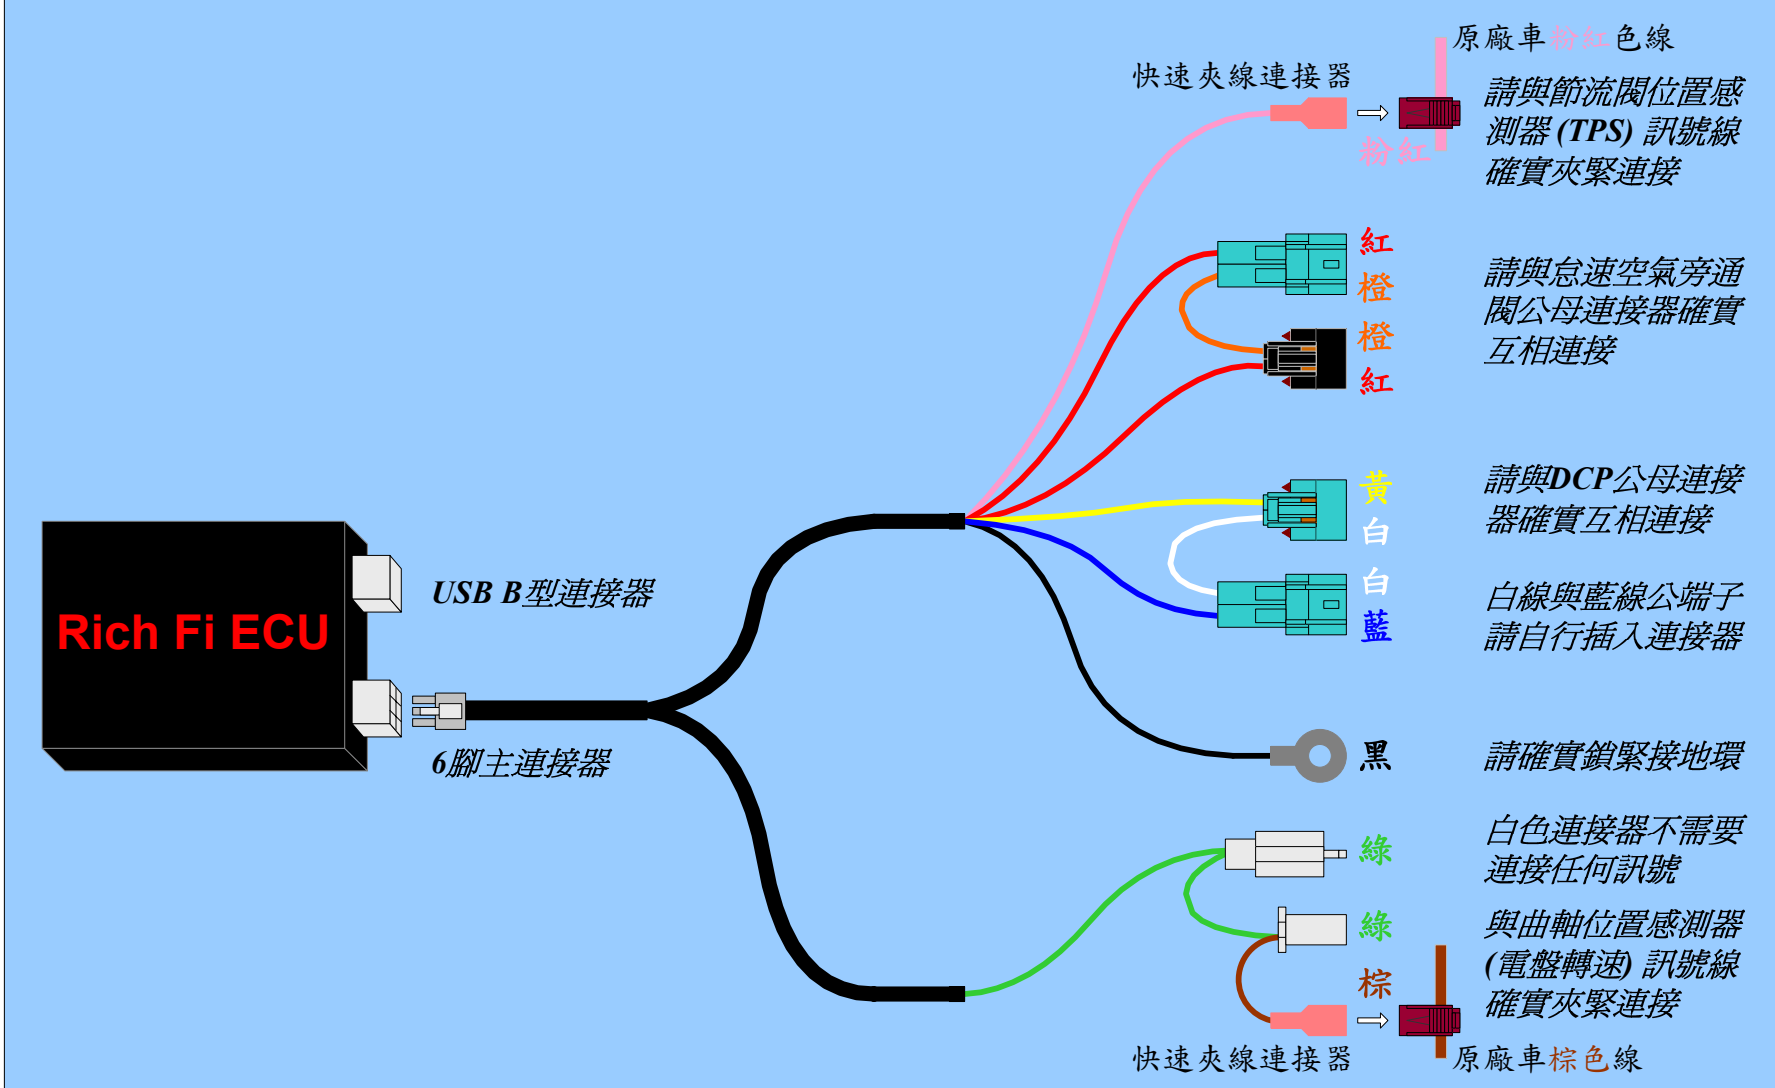 原廠車粉紅色線
快速夾線連接器
請與節流閥位置感
測器 (TPS) 訊號線
確實夾緊連接
粉紅
紅
橙
請與怠速空氣旁通
閥公母連接器確實
互相連接
橙
紅
黃
白
請與DCP公母連接
器確實互相連接
白
藍
白線與藍線公端子
請自行插入連接器
Rich Fi ECU
USB B型連接器
6腳主連接器
黑
請確實鎖緊接地環
綠
白色連接器不需要
連接任何訊號
綠
棕
與曲軸位置感測器
(電盤轉速) 訊號線
確實夾緊連接
快速夾線連接器
原廠車棕色線